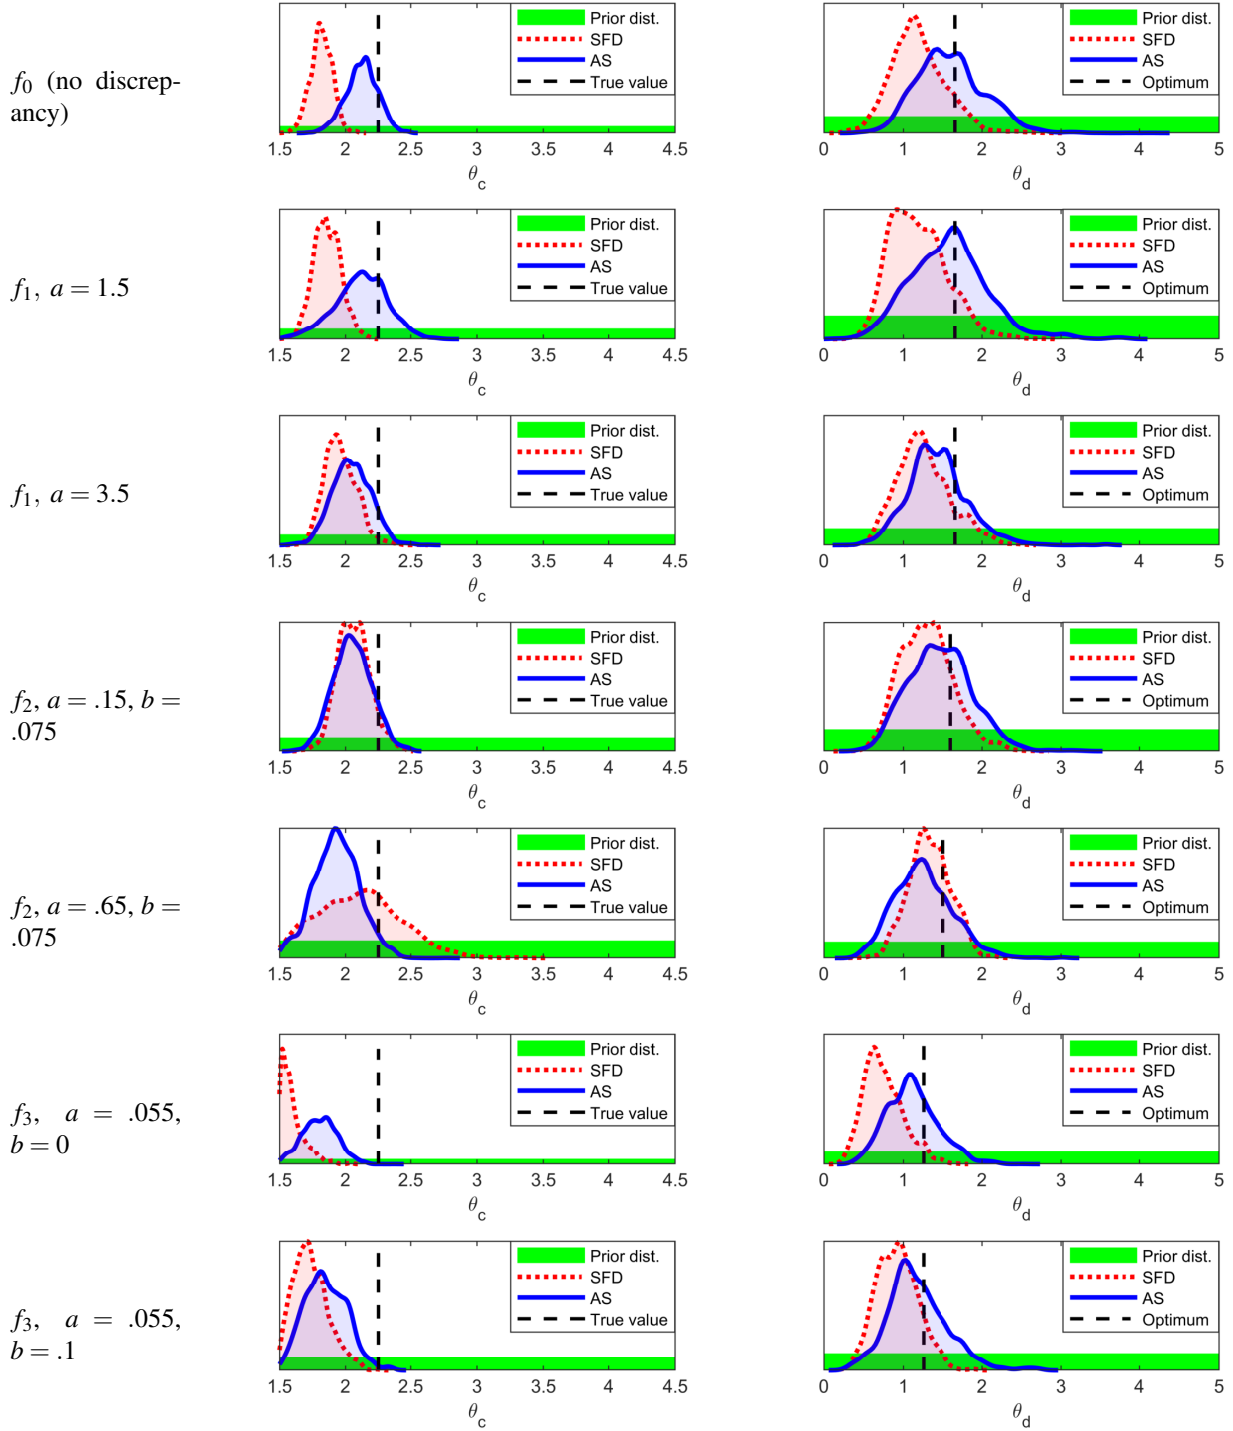 Prior dist.
SFD
AS
True value
1.5 2 2.5 3 3.5 4 4.5
θc
Prior dist.
SFD
AS
Optimum
0 1 2 3 4 5
θd
f0 (no discrep-
ancy)
Prior dist.
SFD
AS
True value
1.5 2 2.5 3 3.5 4 4.5
θc
Prior dist.
SFD
AS
Optimum
0 1 2 3 4 5
θd
f1, a = 1.5
Prior dist.
SFD
AS
True value
1.5 2 2.5 3 3.5 4 4.5
θc
Prior dist.
SFD
AS
Optimum
0 1 2 3 4 5
θd
f1, a = 3.5
Prior dist.
SFD
AS
True value
1.5 2 2.5 3 3.5 4 4.5
θc
Prior dist.
SFD
AS
Optimum
0 1 2 3 4 5
θd
f2, a = .15, b =
.075
Prior dist.
SFD
AS
True value
1.5 2 2.5 3 3.5 4 4.5
θc
Prior dist.
SFD
AS
Optimum
0 1 2 3 4 5
θd
f2, a = .65, b =
.075
Prior dist.
SFD
AS
True value
1.5 2 2.5 3 3.5 4 4.5
θc
Prior dist.
SFD
AS
Optimum
0 1 2 3 4 5
θd
f3, a = .055,
b = 0
Prior dist.
SFD
AS
True value
1.5 2 2.5 3 3.5 4 4.5
θc
Prior dist.
SFD
AS
Optimum
0 1 2 3 4 5
θd
f3, a = .055,
b = .1